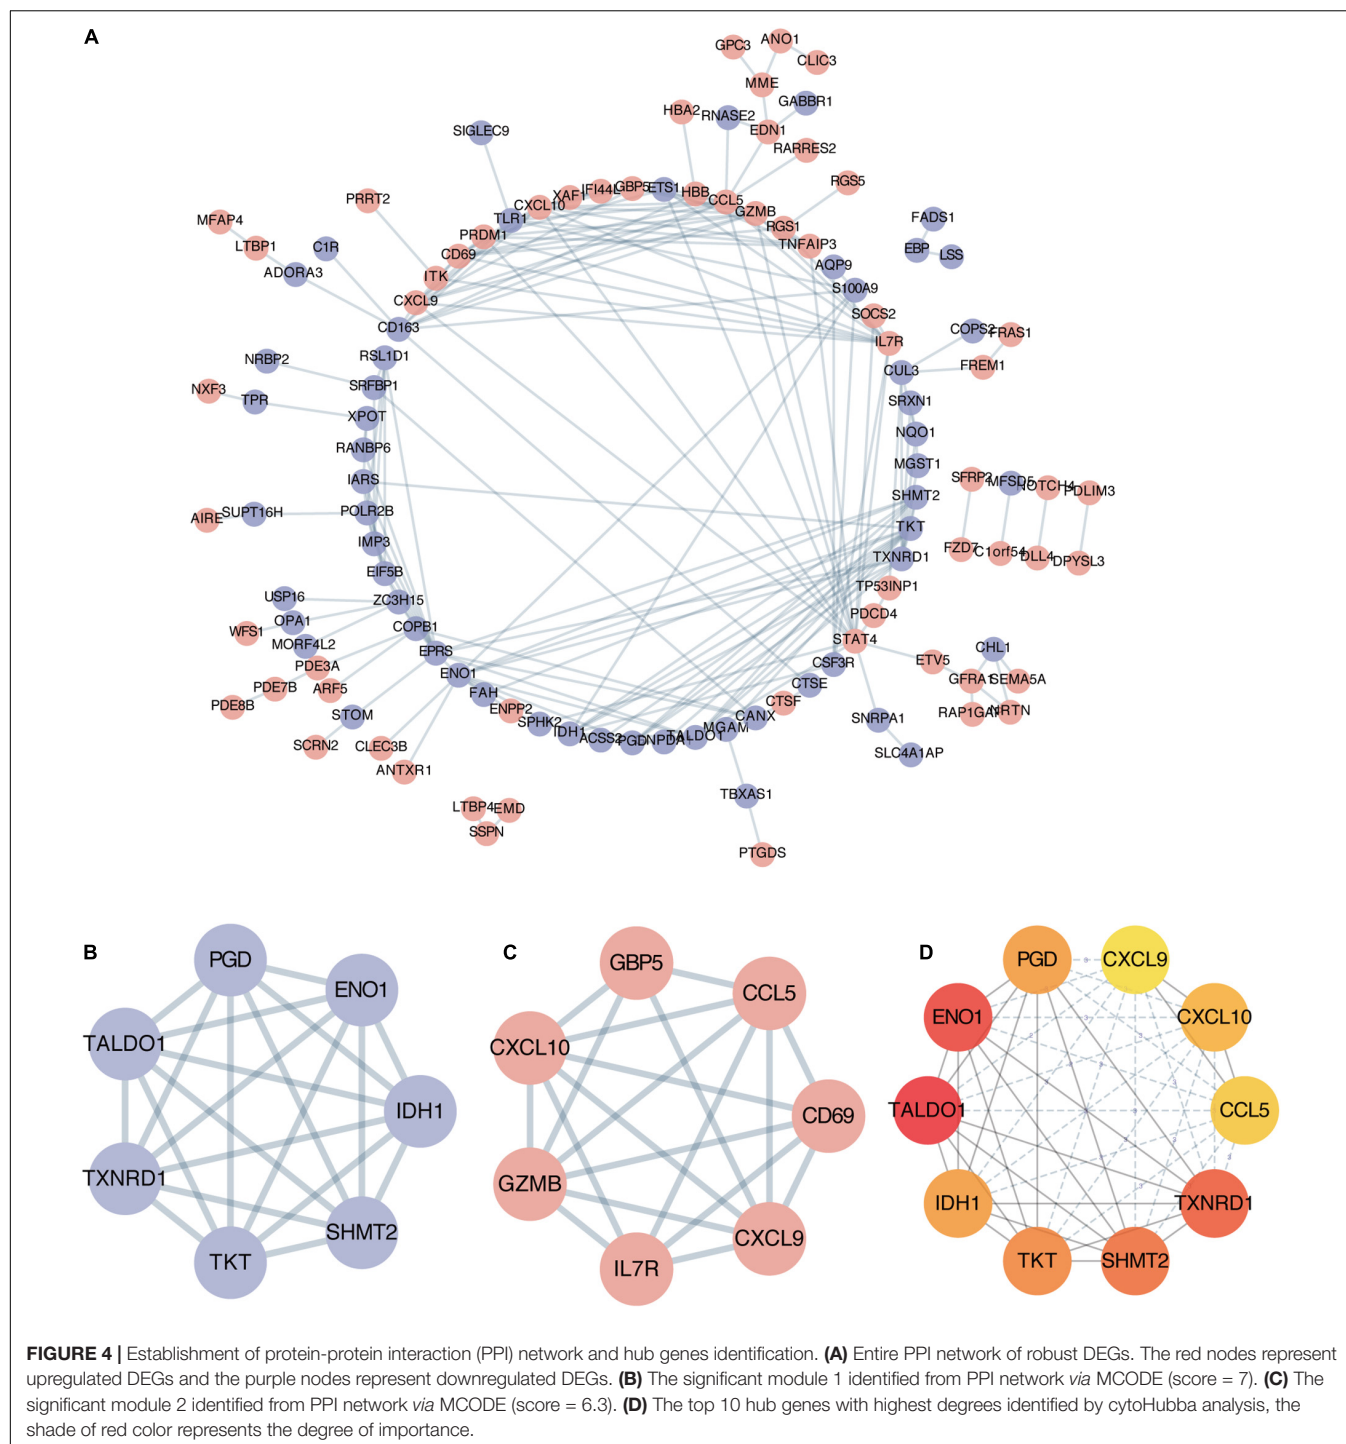 A
GPC3
ANO1
CLIC3
MME
GABBR1
HBA2
RNASE2
EDN1
RARRES2
SIGLEC9
RGS5
PRRT2
MFAP4
LTBP1
C1R
ADORA3
FADS1
EBP
LSS
TLR1
CXCL10
XAF1
IFI44L
GBP5
ETS1
HBB
CCL5
GZMB
RGS1
TNFAIP3
AQP9
S100A9
SOCS2
IL7R
PRDM1
CD69
ITK
CXCL9
CD163
COPS2
FRAS1
FREM1
NRBP2
NXF3
TPR
RSL1D1
SRFBP1
XPOT
RANBP6
IARS
POLR2B
IMP3
EIF5B
ZC3H15
COPB1
EPRS
ENO1
FAH
ENPP2
SPHK2
IDH1
ACSS2
PGD
TALDO1
MGAM
CANX
CTSF
CTSE
CSF3R
STAT4
PDCD4
TP53INP1
TXNRD1
TKT
SHMT2
MGST1
NQO1
SRXN1
CUL3
SFRP2
MFSD5
NOTCH4
PDLIM3
FZD7
C1orf54
DLL4
DPYSL3
AIRE
SUPT16H
USP16
OPA1
WFS1
MORF4L2
PDE3A
PDE7B
ARF5
PDE8B
STOM
SCRN2
CLEC3B
ANTXR1
ETV5
CHL1
GFRA1
SEMA5A
RAP1GAP
NRTN
SNRPA1
SLC4A1AP
LTBP4
EMD
SSPN
TBXAS1
PTGDS
B
PGD
ENO1
TALDO1
IDH1
TXNRD1
SHMT2
TKT
C
GBP5
CCL5
CXCL10
CD69
GZMB
CXCL9
IL7R
D
PGD
CXCL9
ENO1
CXCL10
TALDO1
CCL5
IDH1
TXNRD1
TKT
SHMT2
FIGURE 4 | Establishment of protein-protein interaction (PPI) network and hub genes identification. (A) Entire PPI network of robust DEGs. The red nodes represent
upregulated DEGs and the purple nodes represent downregulated DEGs. (B) The significant module 1 identified from PPI network via MCODE (score = 7). (C) The
significant module 2 identified from PPI network via MCODE (score = 6.3). (D) The top 10 hub genes with highest degrees identified by cytoHubba analysis, the
shade of red color represents the degree of importance.